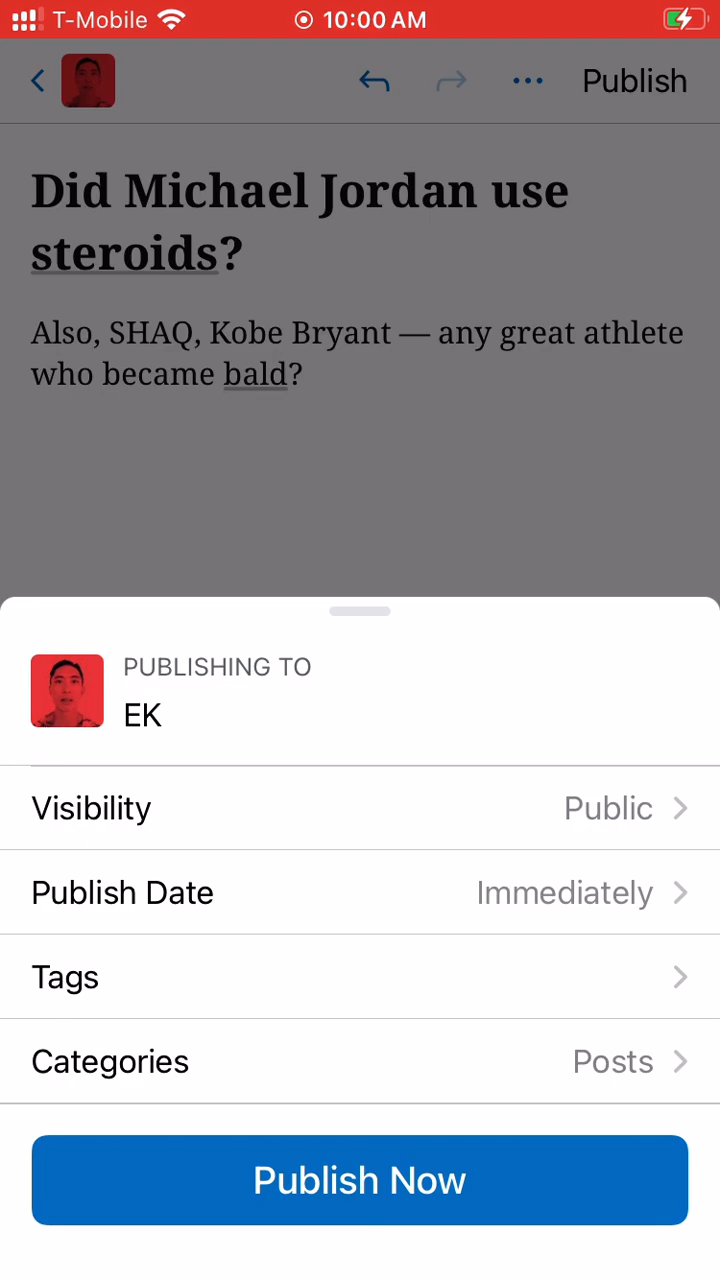 T-Mobile 10:00 AM
Publish
Did Michael Jordan use
steroids?
Also, SHAQ, Kobe Bryant — any great athlete
who became bald?
PUBLISHING TO
EK
Visibility Public
Publish Date Immediately
Tags
Categories Posts
Publish Now